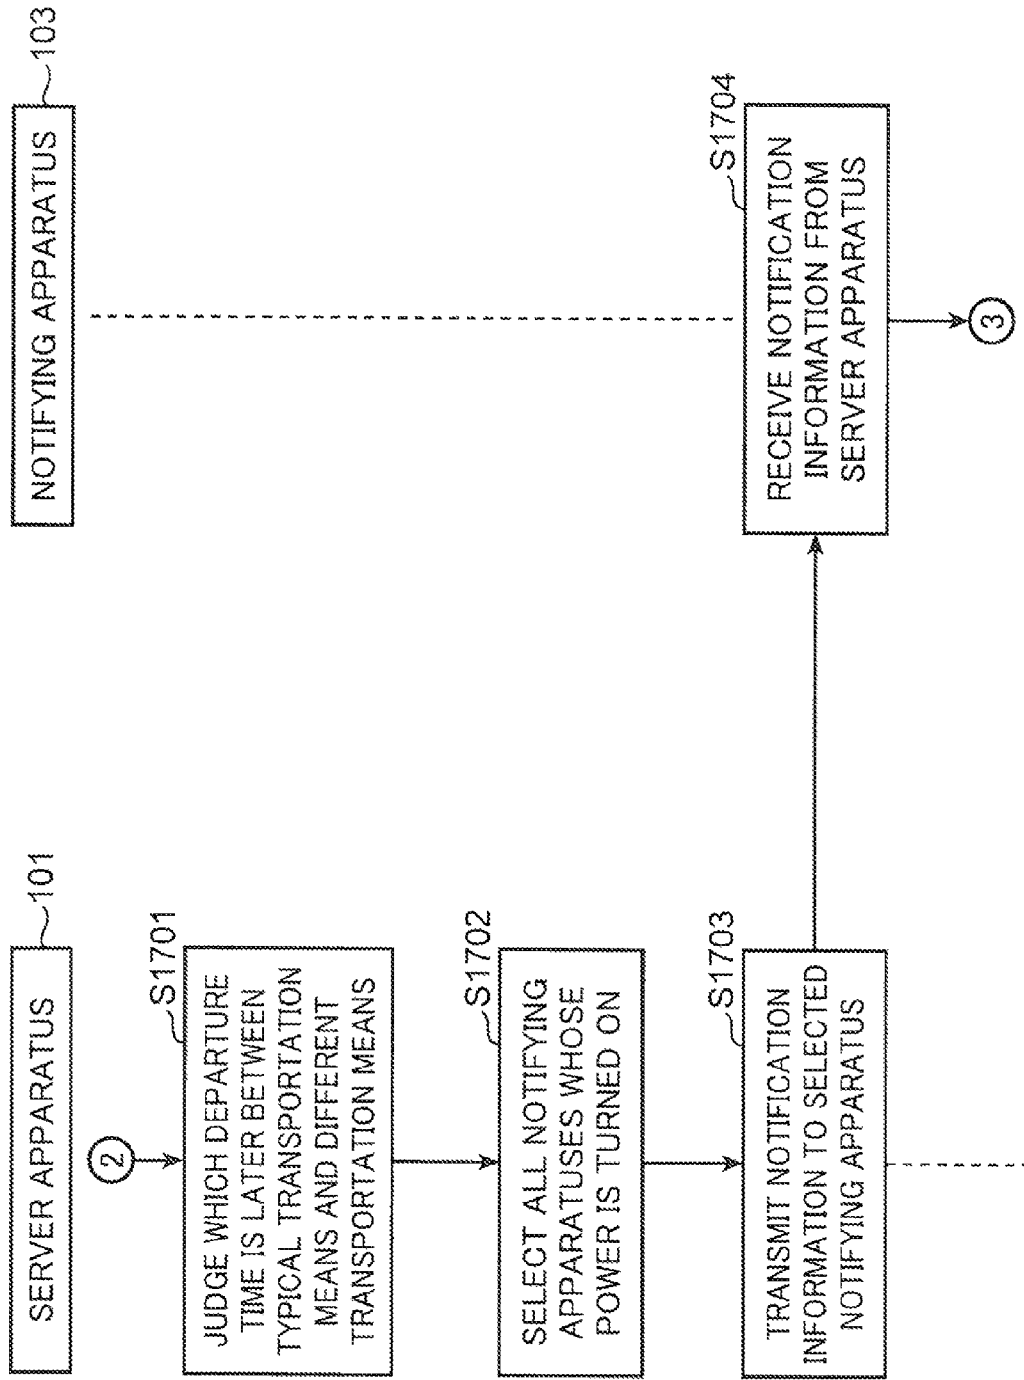 SERVER APPARATUS
101
NOTIFYING APPARATUS
103
2
S1701
JUDGE WHICH DEPARTURE
TIME IS LATER BETWEEN
TYPICAL TRANSPORTATION
MEANS AND DIFFERENT
TRANSPORTATION MEANS
S1702
SELECT ALL NOTIFYING
APPARATUSES WHOSE
POWER IS TURNED ON
S1703
TRANSMIT NOTIFICATION
INFORMATION TO SELECTED
NOTIFYING APPARATUS
S1704
RECEIVE NOTIFICATION
INFORMATION FROM
SERVER APPARATUS
3